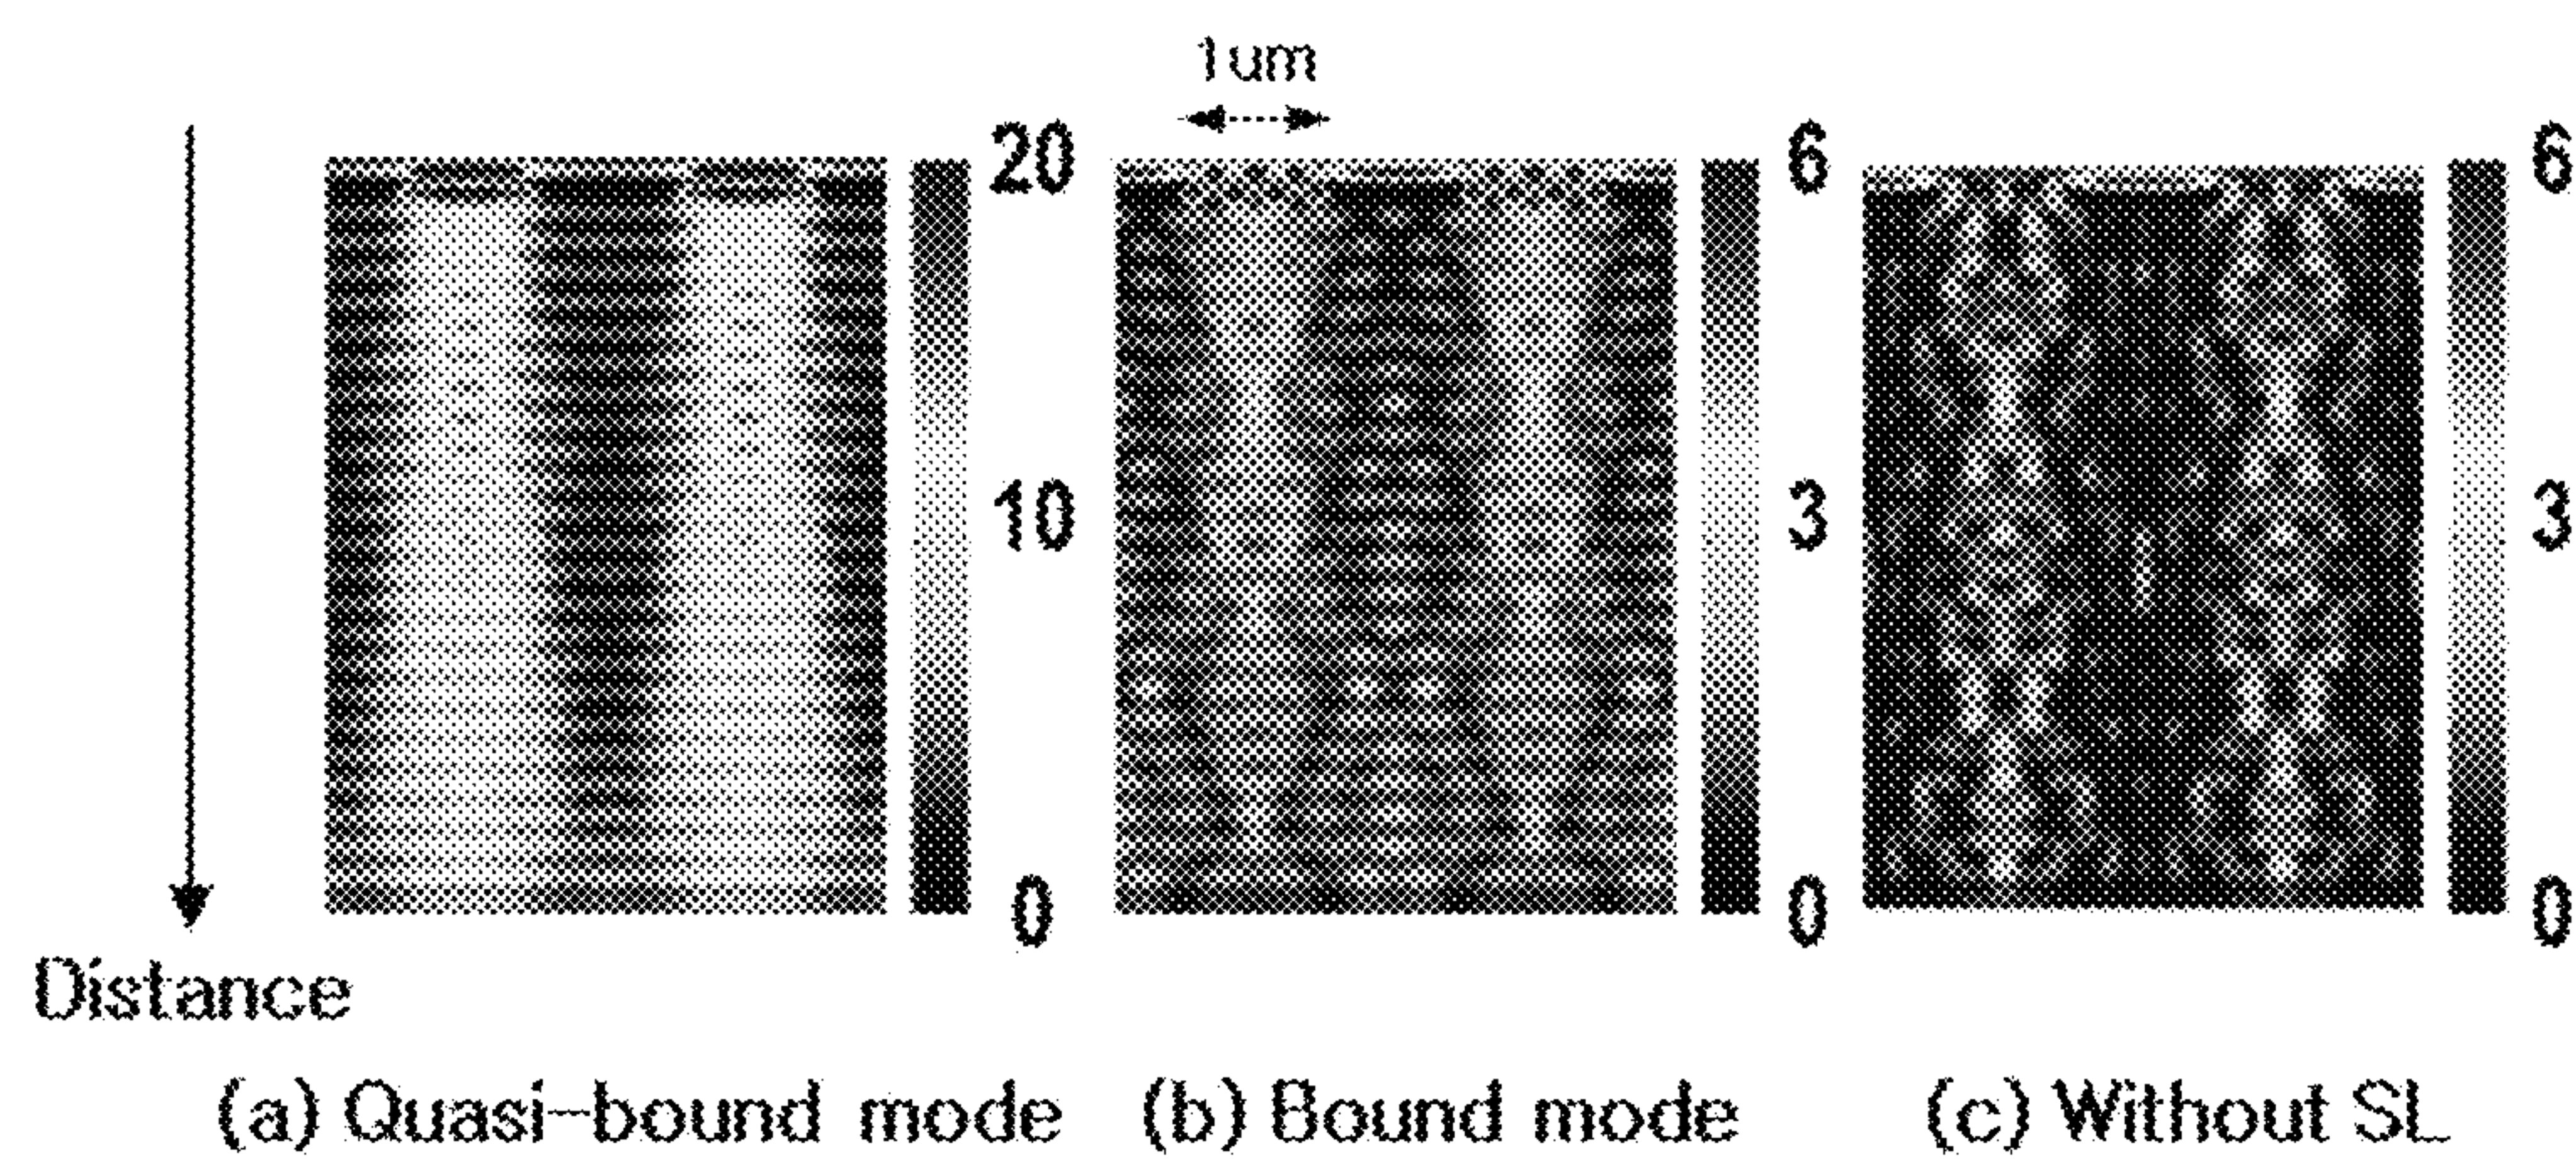 1um
20
10
0
6
3
0
6
3
0
Distance
(a) Quasi-bound mode
(b) Bound mode
(c) Without SL